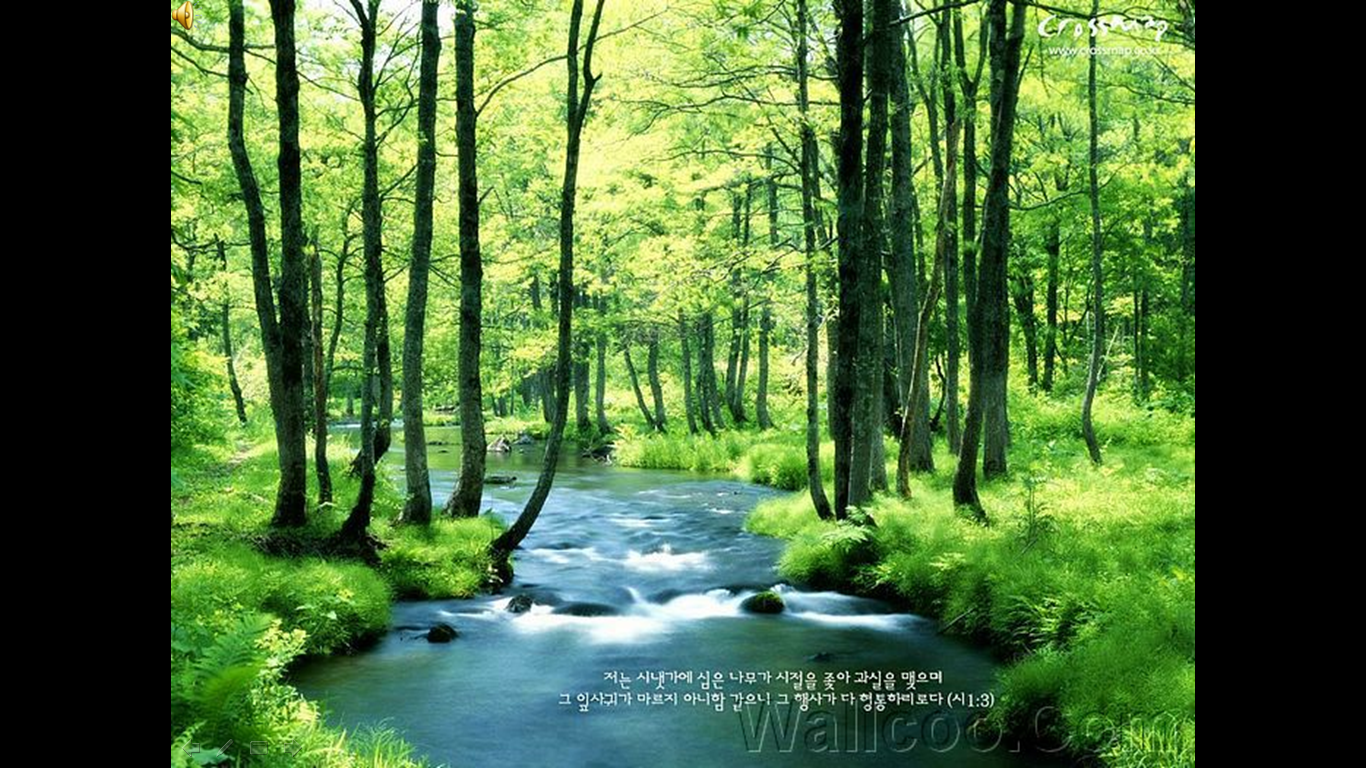 CROSSMAP
www.crossmap.co.kr
저는 시냇가에 심은 나무가 시절을 좇아 과실을 맺으며
그 잎사귀가 마르지 아니함 같으니 그 행사가 다 형통하리로다 (시1:3)
Wallcoo.Com